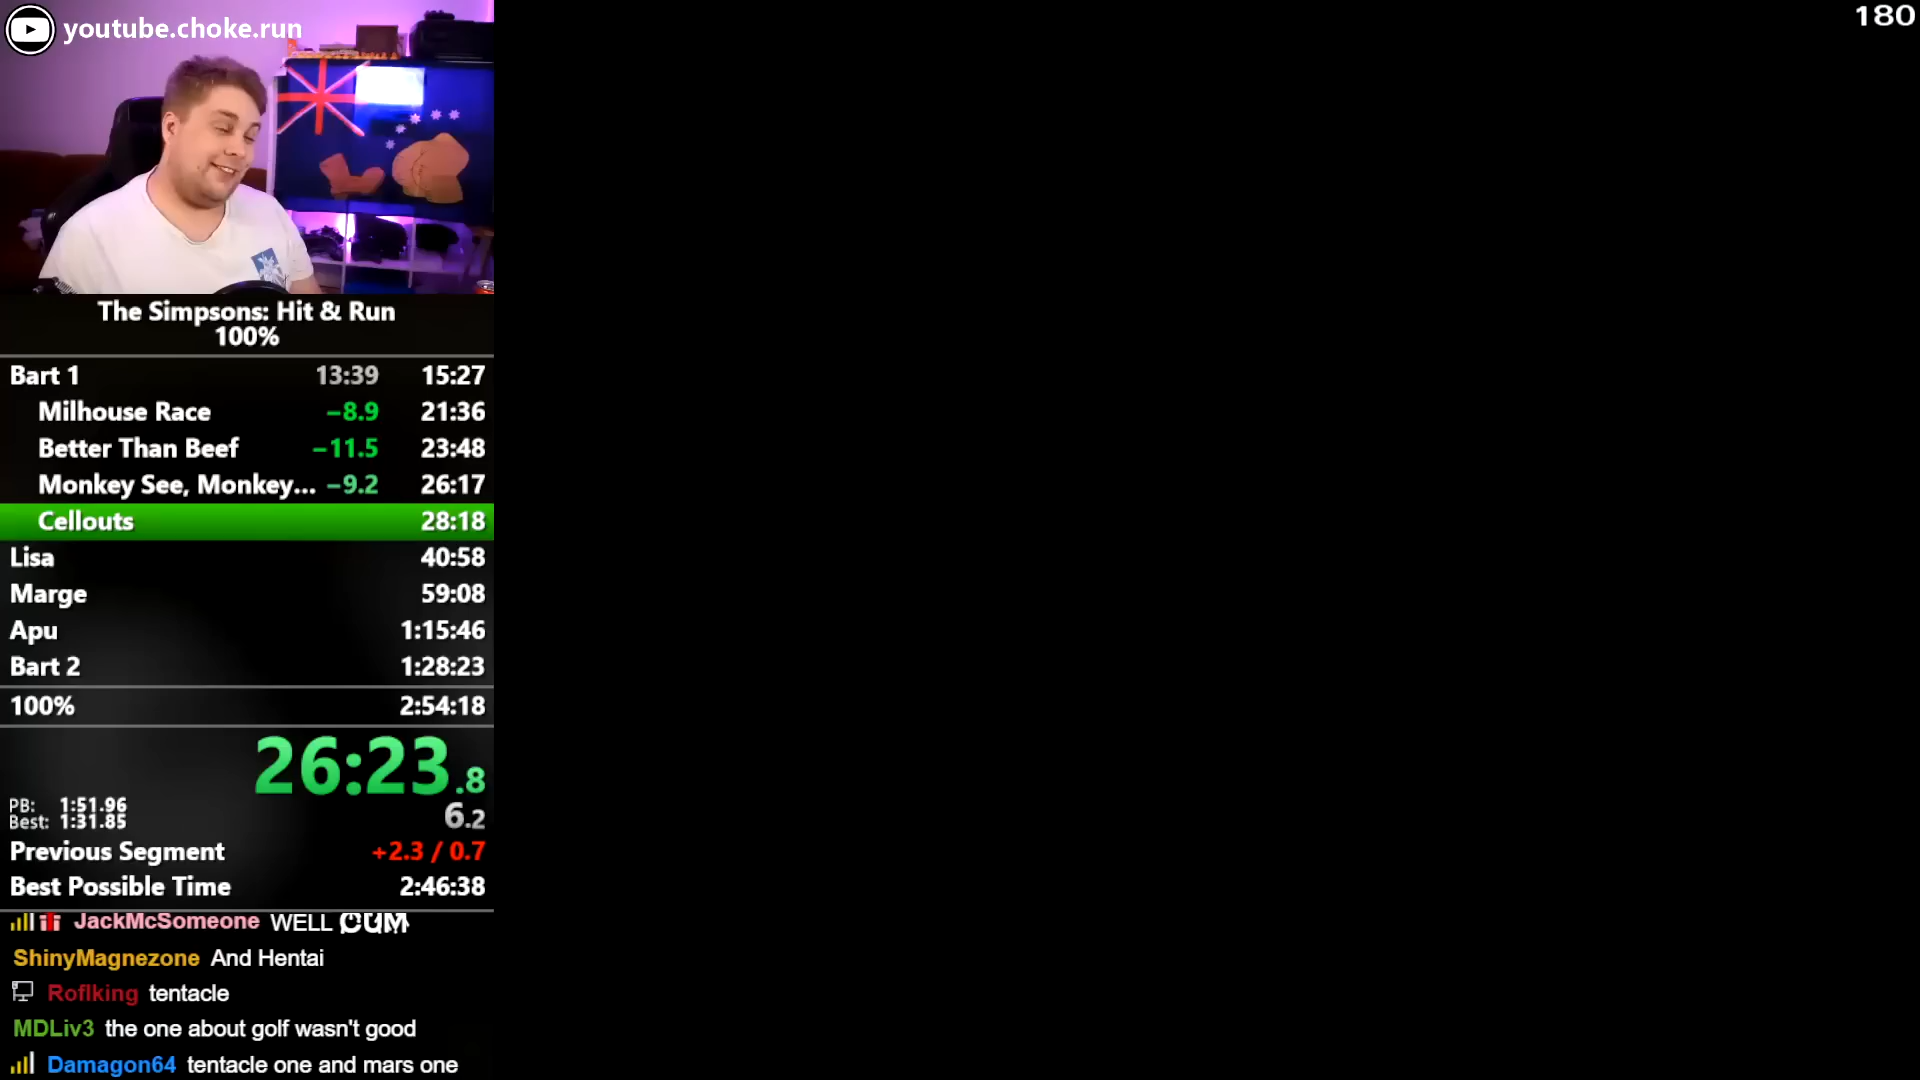 youtube.choke.run
180
The Simpsons: Hit & Run
100%
Bart 1 13:39 15:27
Milhouse Race −8.9 21:36
Better Than Beef −11.5 23:48
Monkey See, Monkey... −9.2 26:17
Cellouts 28:18
Lisa 40:58
Marge 59:08
Apu 1:15:46
Bart 2 1:28:23
100% 2:54:18
26:23.8
PB: 1:51.96
Best: 1:31.85
6.2
Previous Segment +2.3 / 0.7
Best Possible Time 2:46:38
JackMcSomeone WELL CUM
ShinyMagnezone And Hentai
Roflking tentacle
MDLiv3 the one about golf wasn't good
Damagon64 tentacle one and mars one